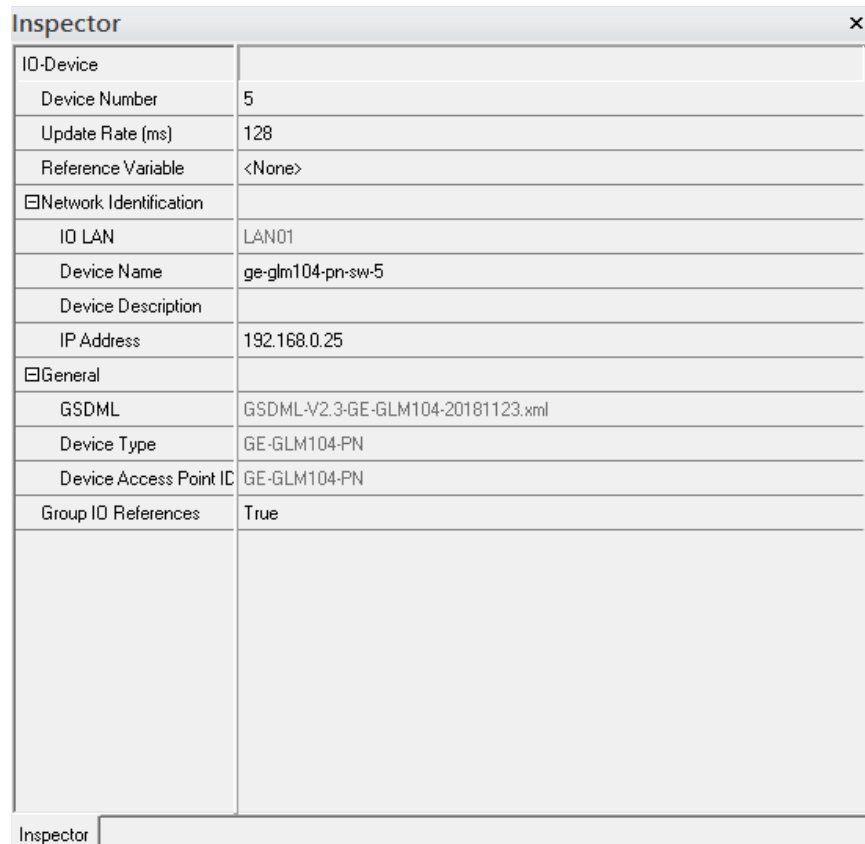 Inspector ×
IO-Device
Device Number 5
Update Rate (ms) 128
Reference Variable <None>
Network Identification
IO LAN LAN01
Device Name ge-glm104-pn-sw-5
Device Description
IP Address 192.168.0.25
General
GSDML GSDML-V2.3-GE-GLM104-20181123.xml
Device Type GE-GLM104-PN
Device Access Point ID GE-GLM104-PN
Group IO References True
Inspector